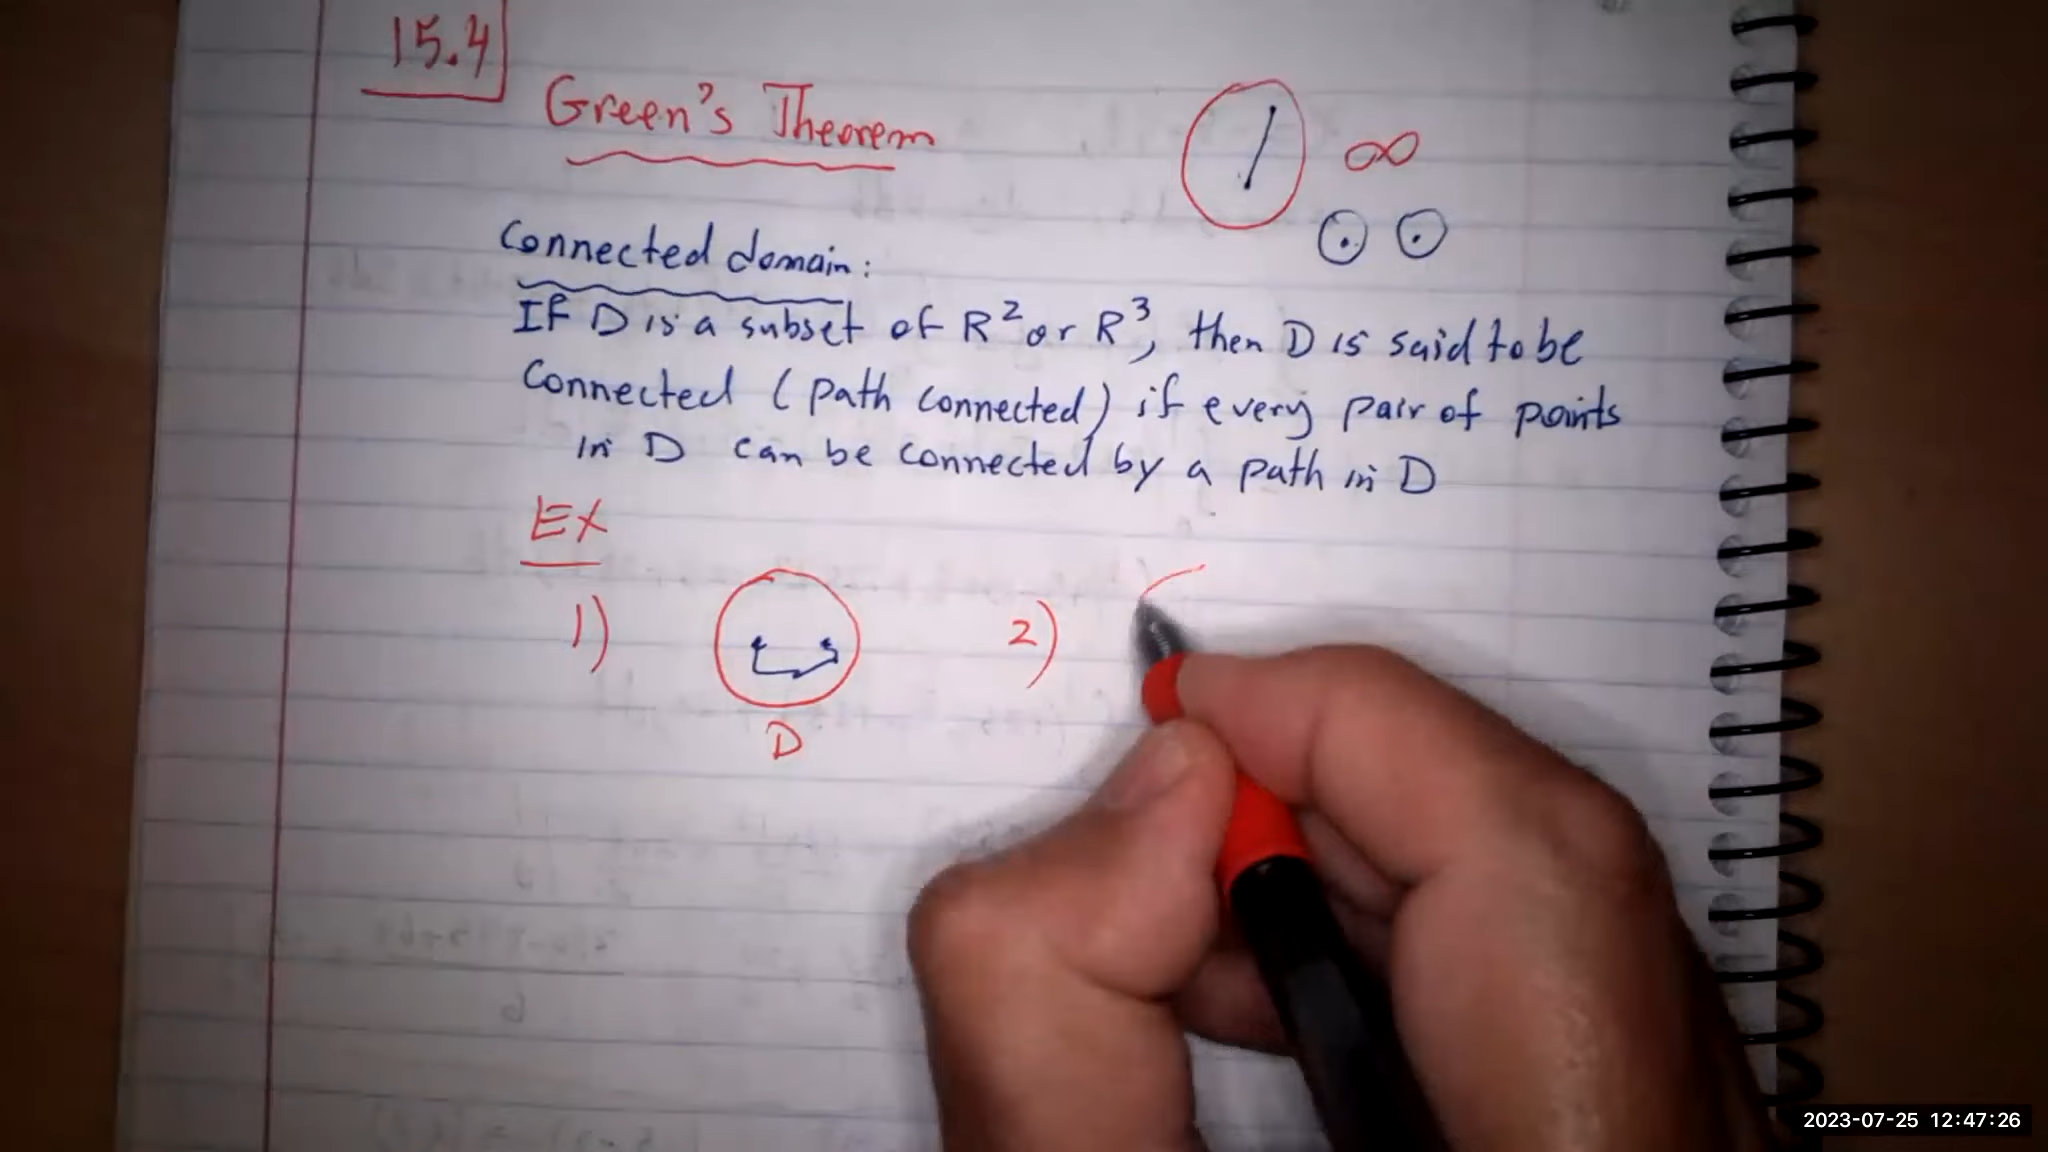 15.4
Green's Theorem
∞
Connected domain:
If D is a subset of R² or R³, then D is said to be
Connected (path connected) if every pair of points
in D can be connected by a path in D
EX
1) 2)
D
2023-07-25 12:47:26